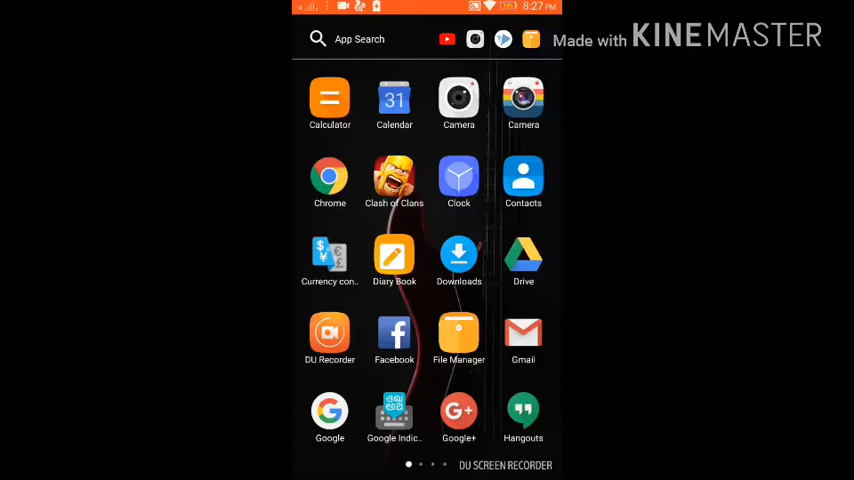 8:27 PM
App Search
Made with KINEMASTER
Calculator
31
Calendar
Camera
Camera
Chrome
Clash of Clans
Clock
Contacts
Currency con..
Diary Book
Downloads
Drive
DU Recorder
Facebook
File Manager
Gmail
Google
Google Indic..
Google+
Hangouts
DU SCREEN RECORDER